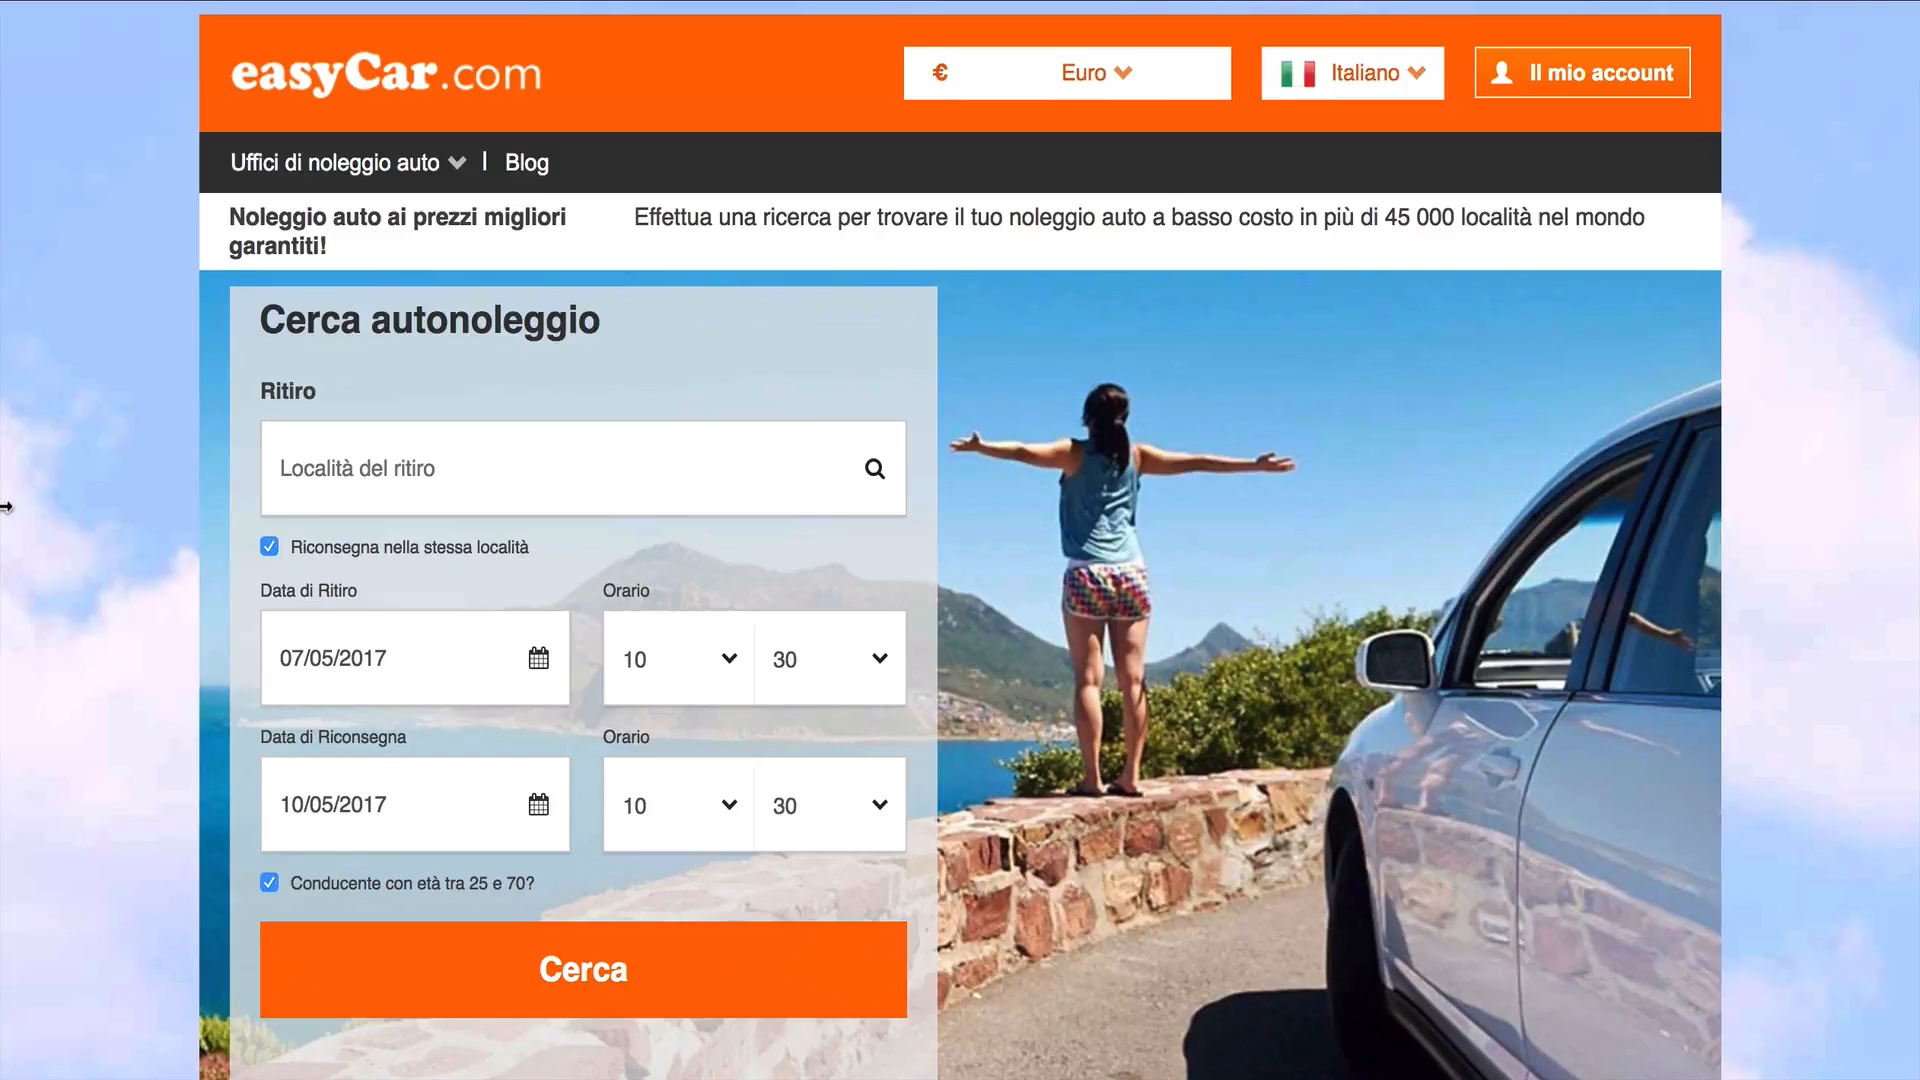 easyCar.com
€ Euro
Italiano
Il mio account
Uffici di noleggio auto | Blog
Noleggio auto ai prezzi migliori
garantiti!
Effettua una ricerca per trovare il tuo noleggio auto a basso costo in più di 45 000 località nel mondo
Cerca autonoleggio
Ritiro
Località del ritiro
Riconsegna nella stessa località
Data di Ritiro Orario
07/05/2017 10 30
Data di Riconsegna Orario
10/05/2017 10 30
Conducente con età tra 25 e 70?
Cerca